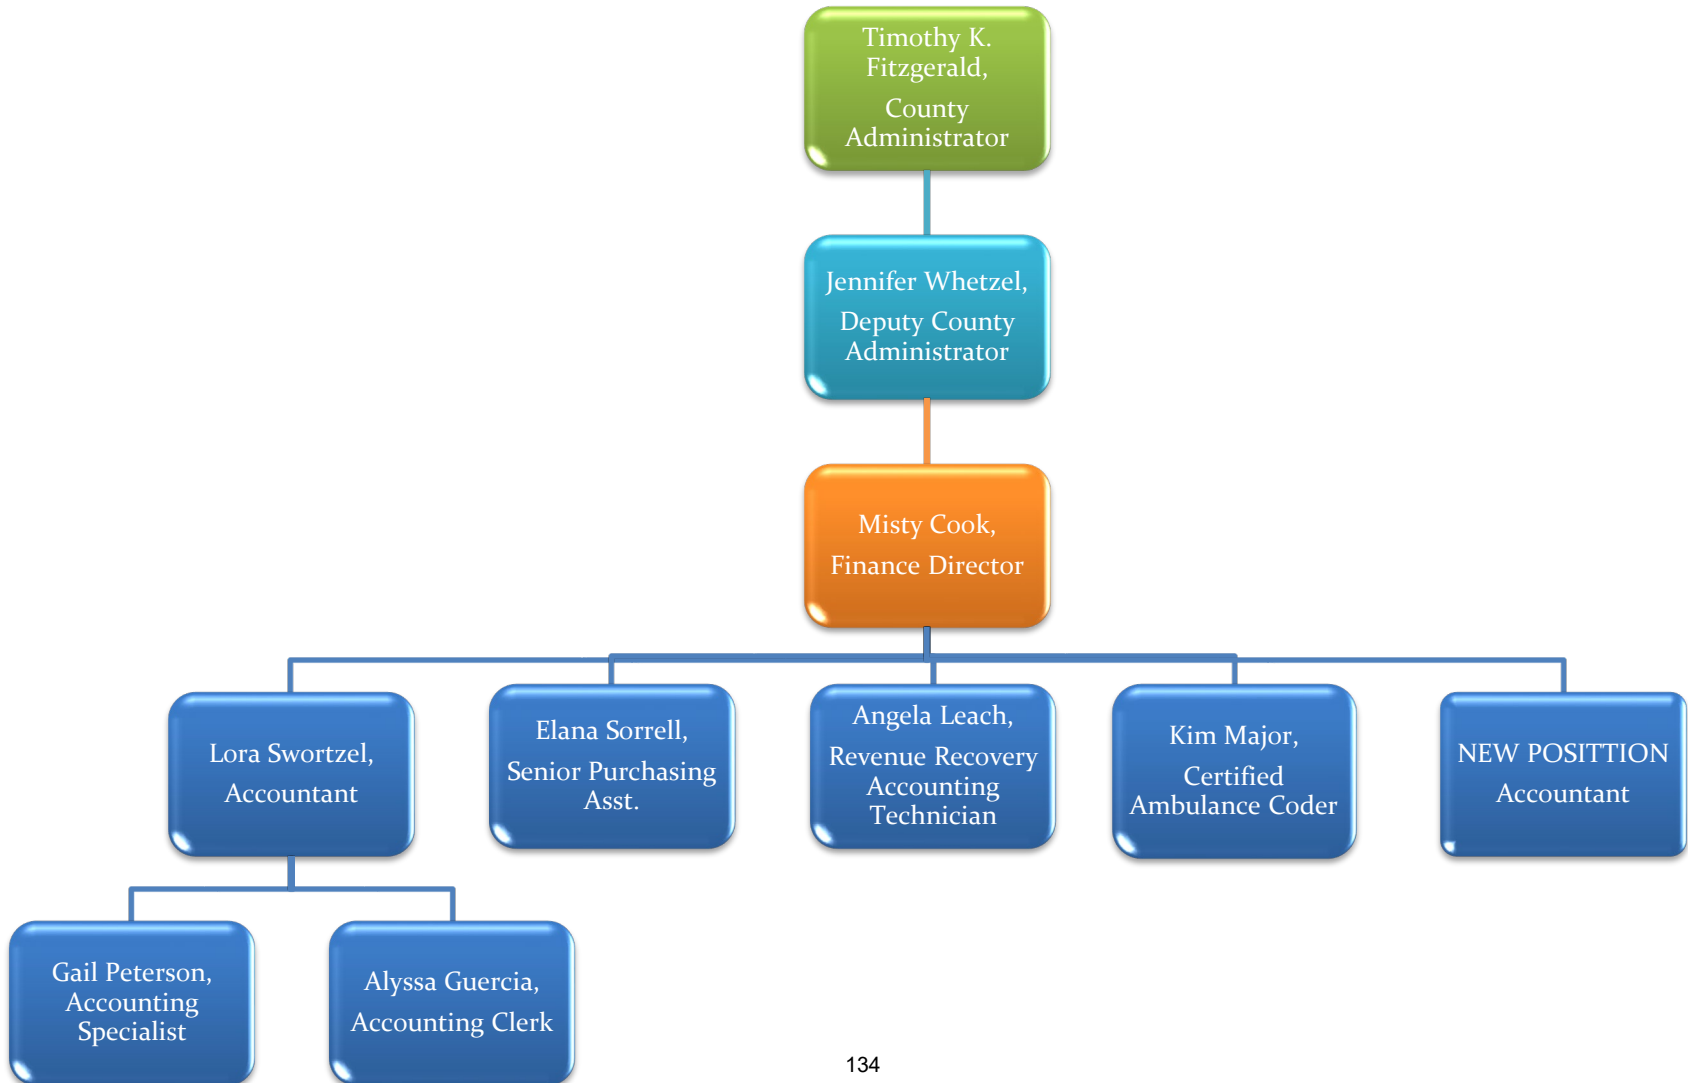 Timothy K.
Fitzgerald,
County
Administrator
Jennifer Whetzel,
Deputy County
Administrator
Misty Cook,
Finance Director
Lora Swortzel,
Accountant
Elana Sorrell,
Senior Purchasing
Asst.
Angela Leach,
Revenue Recovery
Accounting
Technician
Kim Major,
Certified
Ambulance Coder
NEW POSITTION
Accountant
Gail Peterson,
Accounting
Specialist
Alyssa Guercia,
Accounting Clerk
134